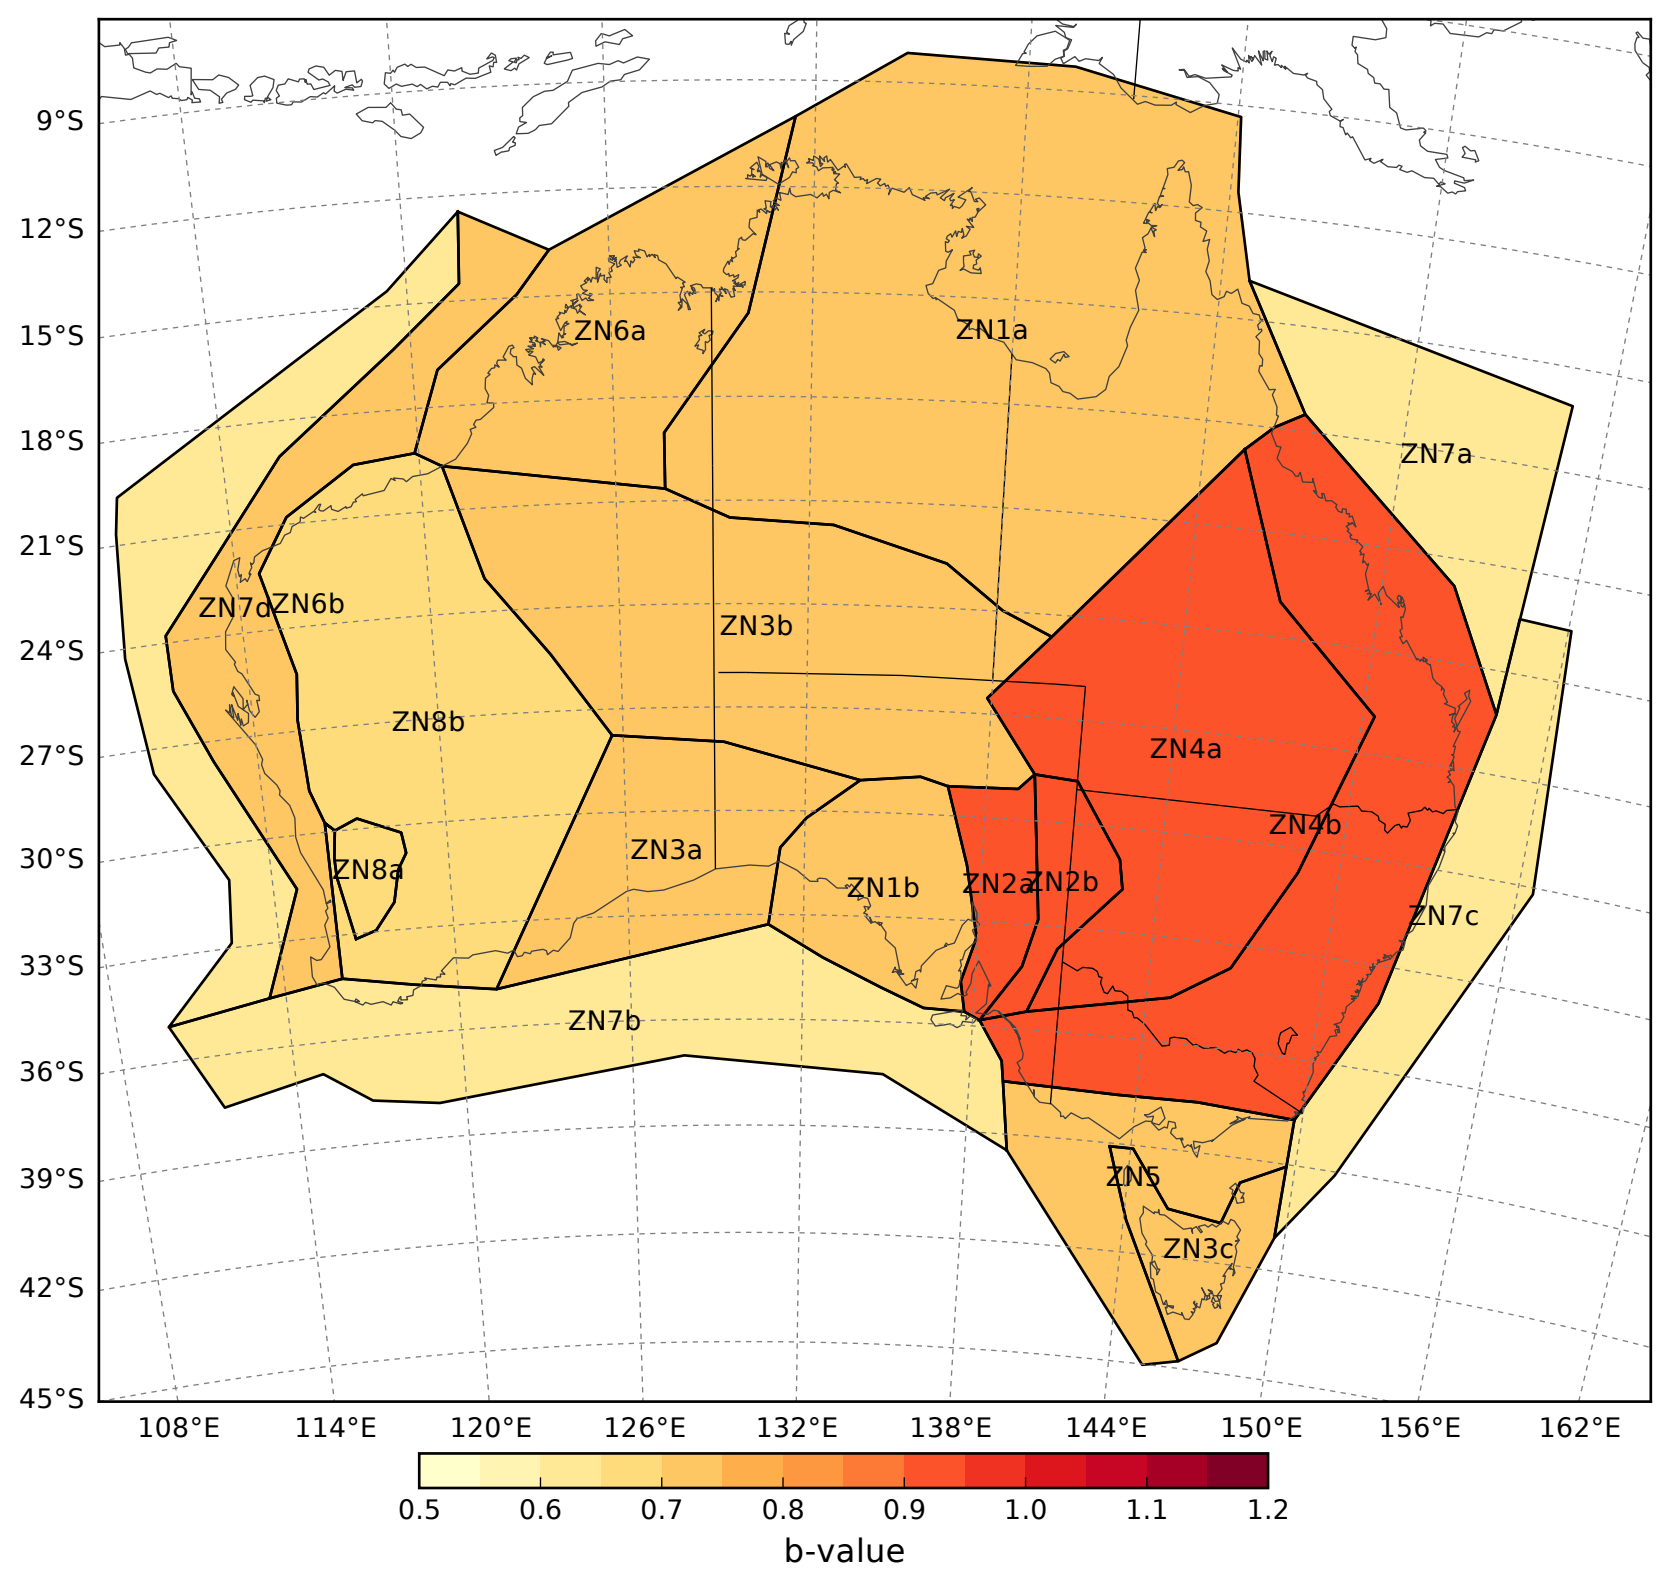 9°S
12°S
15°S
18°S
21°S
24°S
27°S
30°S
33°S
36°S
39°S
42°S
45°S
ZN6a
ZN1a
ZN7a
ZN7d
ZN6b
ZN3b
ZN8b
ZN4a
ZN4b
ZN3a
ZN8a
ZN1b
ZN2a
ZN2b
ZN7c
ZN7b
ZN5
ZN3c
108°E 114°E 120°E 126°E 132°E 138°E 144°E 150°E 156°E 162°E
0.5 0.6 0.7 0.8 0.9 1.0 1.1 1.2
b-value